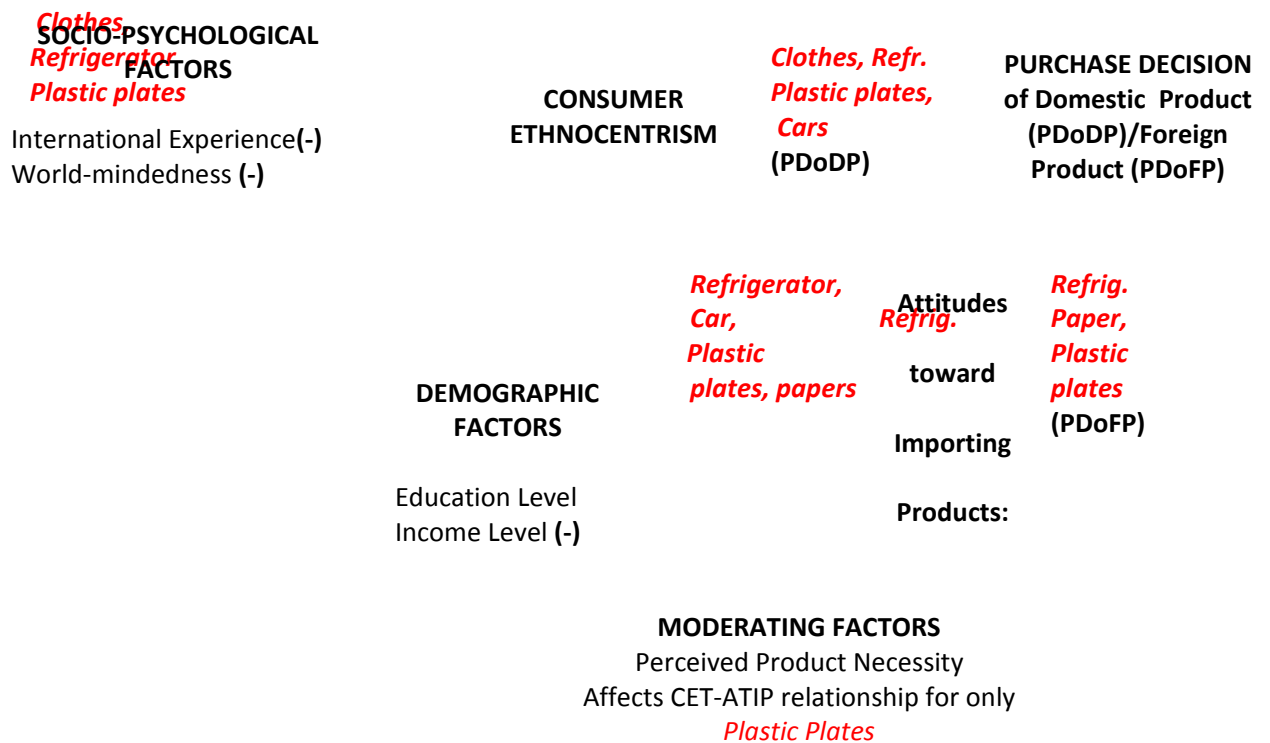 Clothes,
Refrigerator
Plastic plates
SOCIO-PSYCHOLOGICAL
FACTORS
International Experience(-)
World-mindedness (-)
CONSUMER
ETHNOCENTRISM
Clothes, Refr.
Plastic plates,
Cars
(PDoDP)
PURCHASE DECISION
of Domestic Product
(PDoDP)/Foreign
Product (PDoFP)
Refrigerator,
Car,
Plastic
plates, papers
Refrig.
Attitudes
toward
Importing
Products:
Refrig.
Paper,
Plastic
plates
(PDoFP)
DEMOGRAPHIC
FACTORS
Education Level
Income Level (-)
MODERATING FACTORS
Perceived Product Necessity
Affects CET-ATIP relationship for only
Plastic Plates